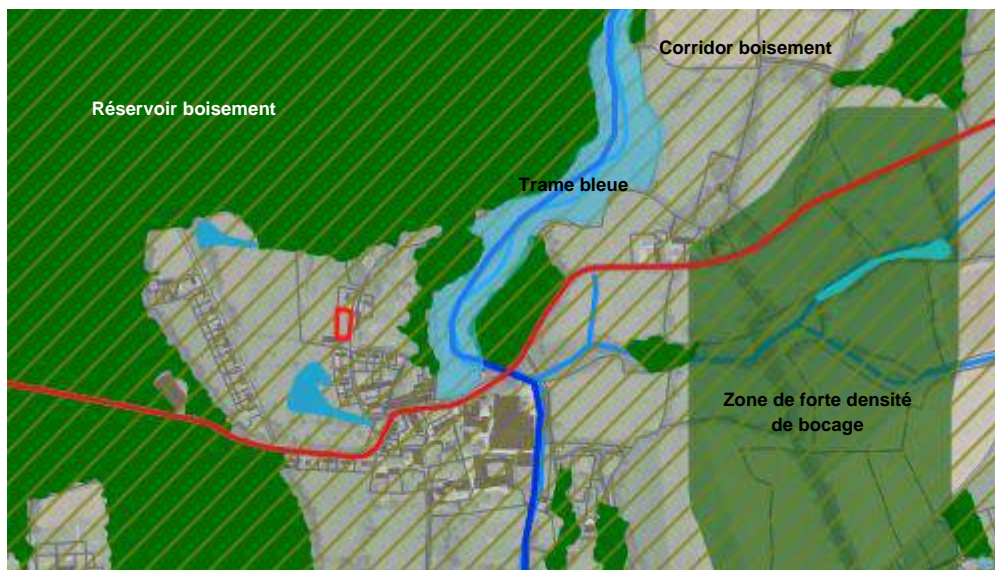 Corridor boisement
Réservoir boisement
Trame bleue
Zone de forte densité
de bocage